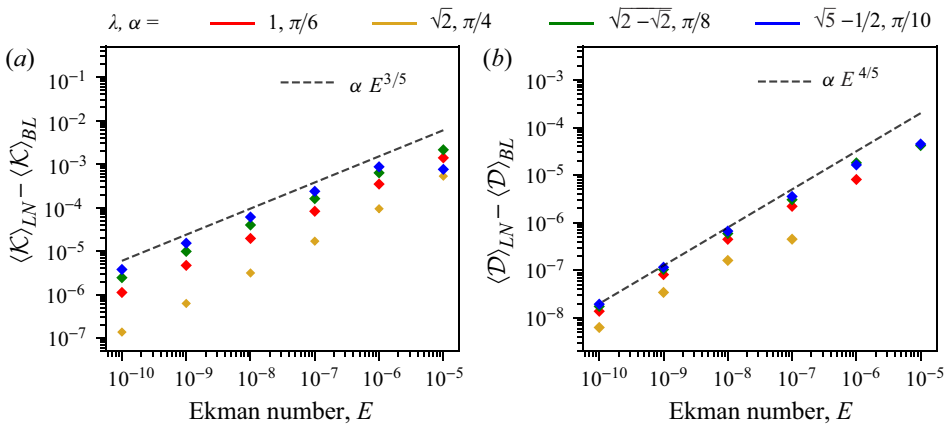 λ, α = 1, π/6 √2, π/4 √(2 −√2), π/8 √5 −1/2, π/10
(a) (b)
10⁻¹
10⁻²
10⁻³
10⁻⁴
10⁻⁵
10⁻⁶
10⁻⁷
⟨𝒦⟩_LN − ⟨𝒦⟩_BL
α E^3/5
10⁻¹⁰ 10⁻⁹ 10⁻⁸ 10⁻⁷ 10⁻⁶ 10⁻⁵
Ekman number, E
10⁻³
10⁻⁴
10⁻⁵
10⁻⁶
10⁻⁷
10⁻⁸
⟨𝒟⟩_LN − ⟨𝒟⟩_BL
α E^4/5
10⁻¹⁰ 10⁻⁹ 10⁻⁸ 10⁻⁷ 10⁻⁶ 10⁻⁵
Ekman number, E